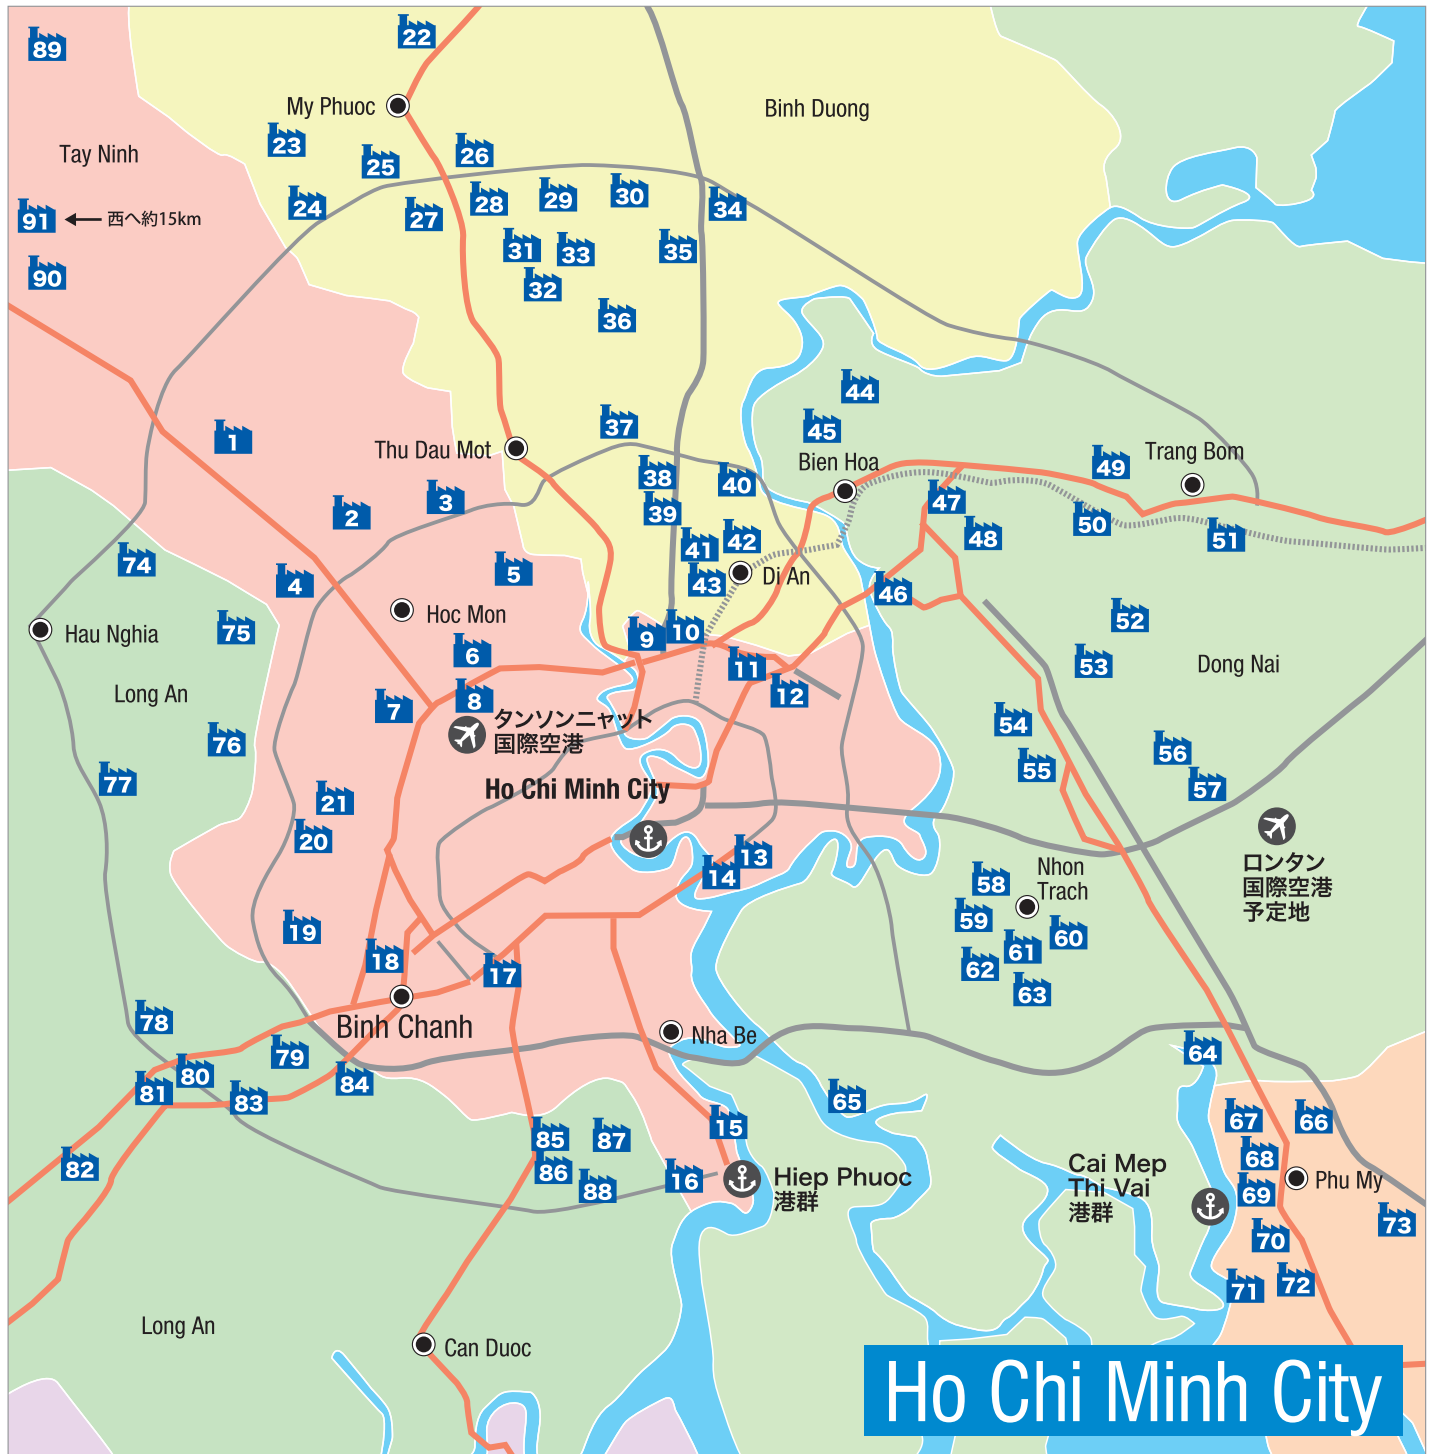 89
22
My Phuoc
Binh Duong
Tay Ninh
23
25
26
24
27
28
29
30
34
91
西へ約15km
31
33
35
90
32
36
44
37
45
1
Thu Dau Mot
Bien Hoa
Trang Bom
49
38
40
2
3
39
47
50
48
51
41
42
74
4
5
43
Di An
46
Hoc Mon
52
Hau Nghia
75
9
10
6
11
53
Dong Nai
Long An
7
8
12
タンソンニャット
国際空港
54
76
77
55
56
57
Ho Chi Minh City
21
20
13
14
ロンタン
国際空港
予定地
Nhon
Trach
58
59
60
61
62
63
19
18
17
Binh Chanh
78
Nha Be
79
64
80
81
83
84
65
67
66
15
85
87
82
86
88
16
Hiep Phuoc
港群
Cai Mep
Thi Vai
港群
68
69
Phu My
73
70
71
72
Long An
Can Duoc
Ho Chi Minh City